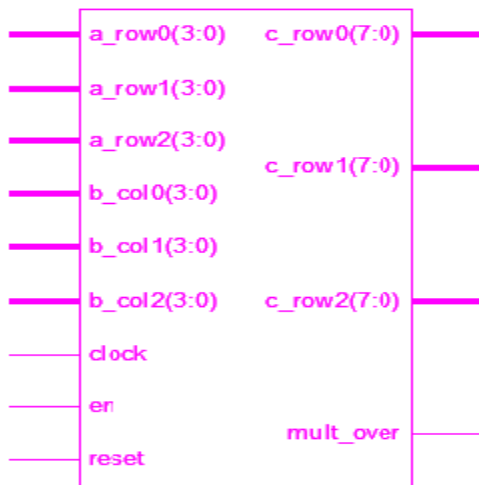 a_row0(3:0) c_row0(7:0)
a_row1(3:0)
a_row2(3:0)
c_row1(7:0)
b_col0(3:0)
b_col1(3:0)
b_col2(3:0) c_row2(7:0)
clock
en
mult_over
reset